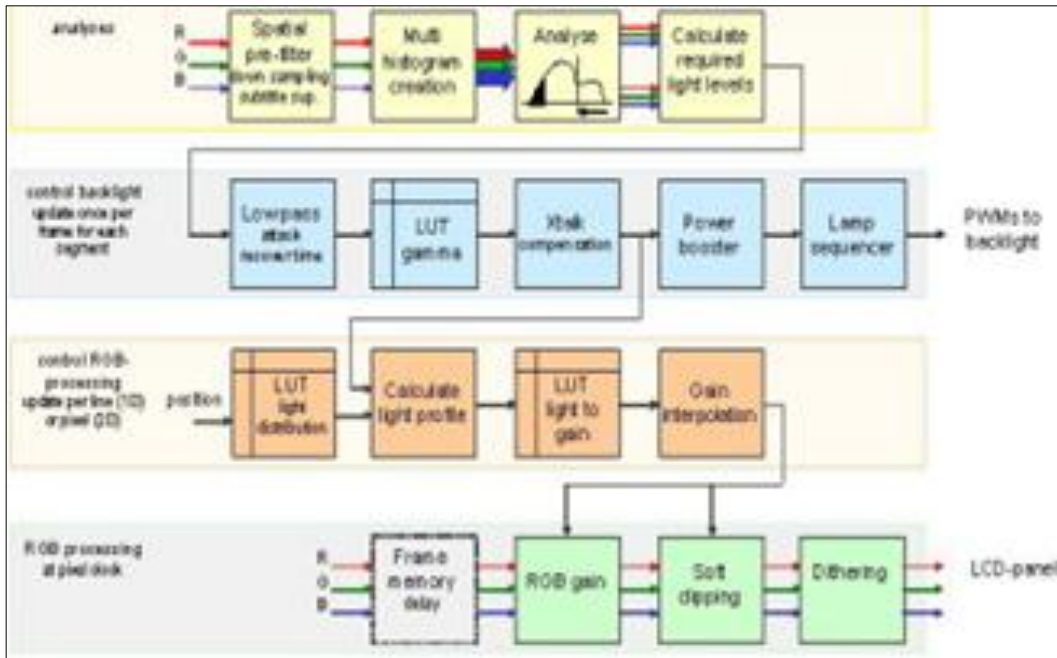 analyses
R
G
B
Spatial
pre-filter
down sampling
subtitle sup.
Multi
histogram
creation
Analyse
Calculate
required
light levels
control backlight
update once per
frame for each
segment
Lowpass
attack
LUT
gamma
Xtalk
compensation
Power
booster
Lamp
sequencer
PWMs to
backlight
control RGB-
processing
update per line (1D)
or pixel (2D)
position
LUT
light
distribution
Calculate
light profile
LUT
light to
gain
Gain
interpolation
RGB processing
at pixel clock
R
G
B
Frame
memory
delay
RGB gain
Soft
clipping
Dithering
LCD-panel